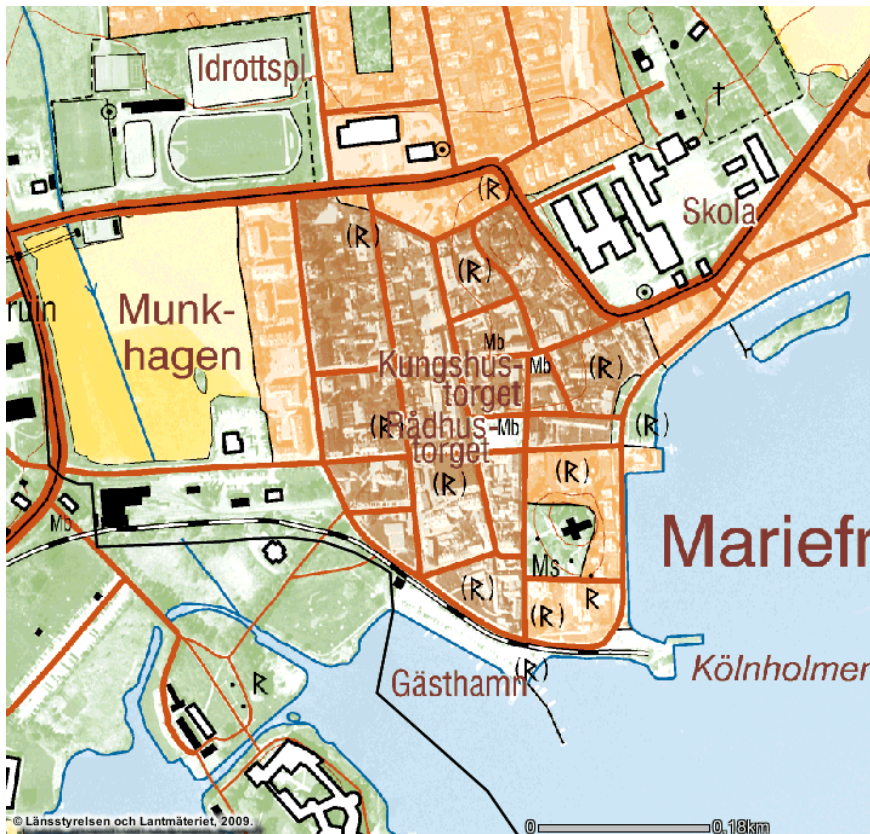 Idrottspl.
(R)
Skola
(R)
(R)
ruin
Munk-
hagen
Mb
Kungshus-
torget
Mb
(R)
(R)
Rådhus-
torget
Mb
(R)
(R)
(R)
Mb
Mariefr
Ms
(R)
(R)
R
R
(R)
Gästhamn
Kölnholmen
© Länsstyrelsen och Lantmäteriet, 2009.
0 0.18km